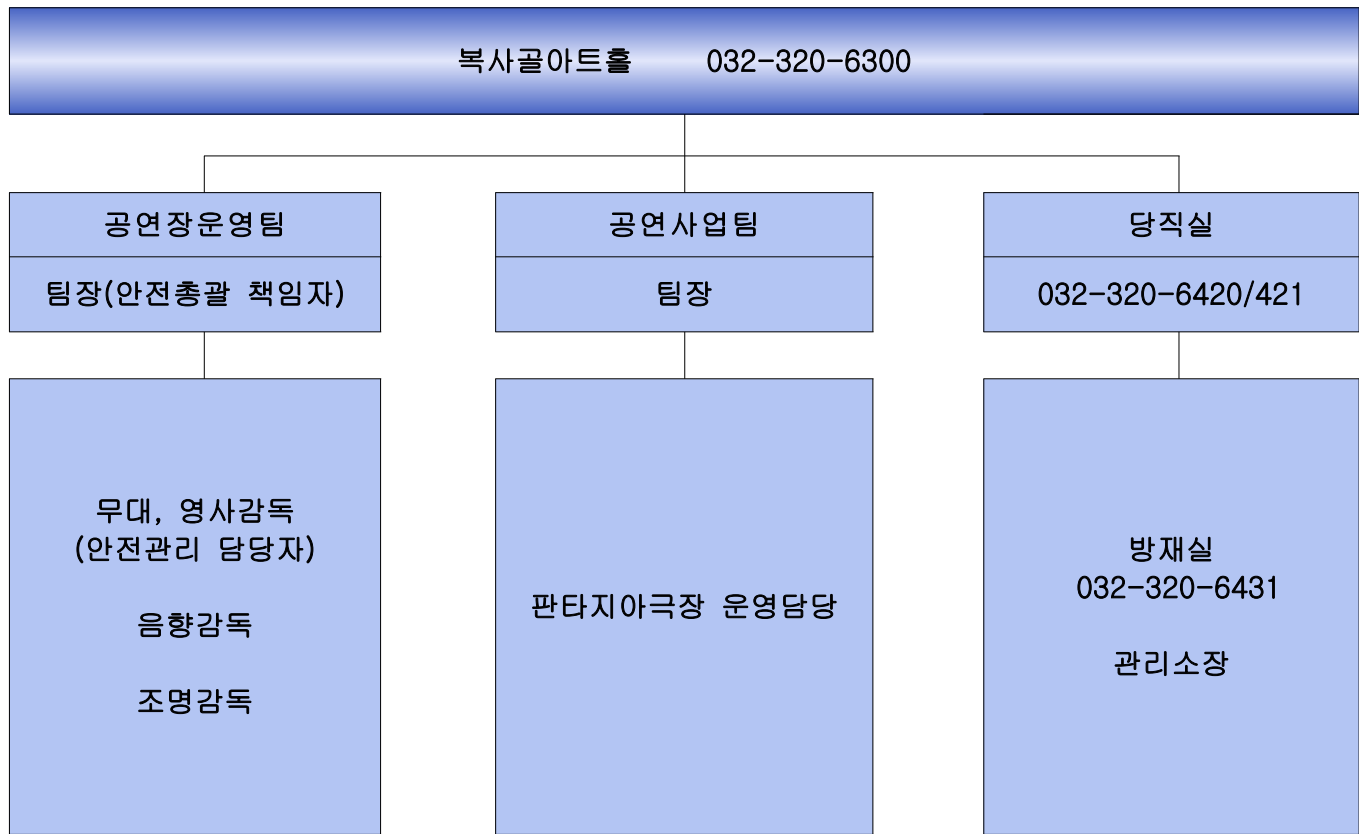 복사골아트홀 032-320-6300
공연장운영팀
팀장(안전총괄 책임자)
무대, 영사감독
(안전관리 담당자)
음향감독
조명감독
공연사업팀
팀장
판타지아극장 운영담당
당직실
032-320-6420/421
방재실
032-320-6431
관리소장